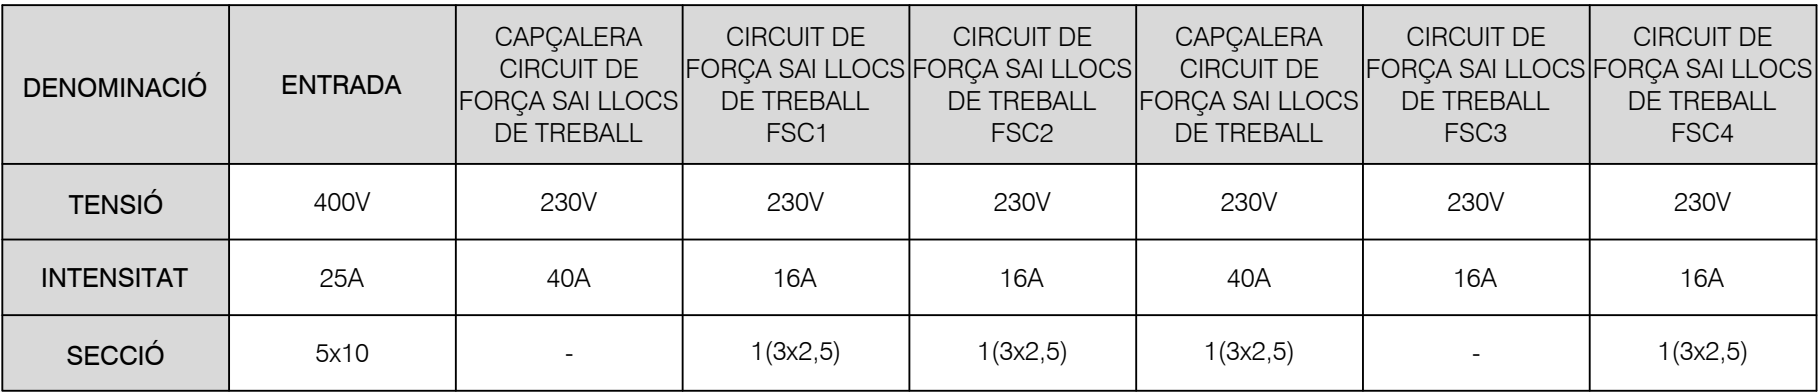 DENOMINACIÓ
ENTRADA
CAPÇALERA
CIRCUIT DE
FORÇA SAI LLOCS
DE TREBALL
CIRCUIT DE
FORÇA SAI LLOCS
DE TREBALL
FSC1
CIRCUIT DE
FORÇA SAI LLOCS
DE TREBALL
FSC2
CAPÇALERA
CIRCUIT DE
FORÇA SAI LLOCS
DE TREBALL
CIRCUIT DE
FORÇA SAI LLOCS
DE TREBALL
FSC3
CIRCUIT DE
FORÇA SAI LLOCS
DE TREBALL
FSC4
TENSIÓ 400V 230V 230V 230V 230V 230V 230V
INTENSITAT 25A 40A 16A 16A 40A 16A 16A
SECCIÓ 5x10 - 1(3x2,5) 1(3x2,5) 1(3x2,5) - 1(3x2,5)